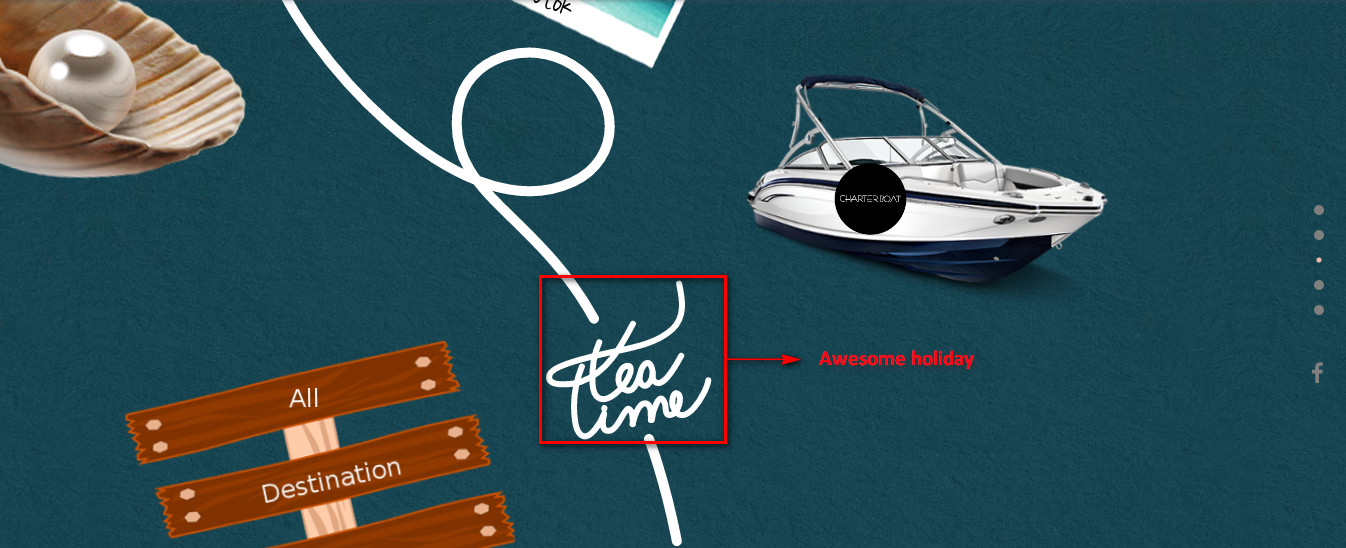 CHARTER BOAT
tea
time
Awesome holiday
All
Destination